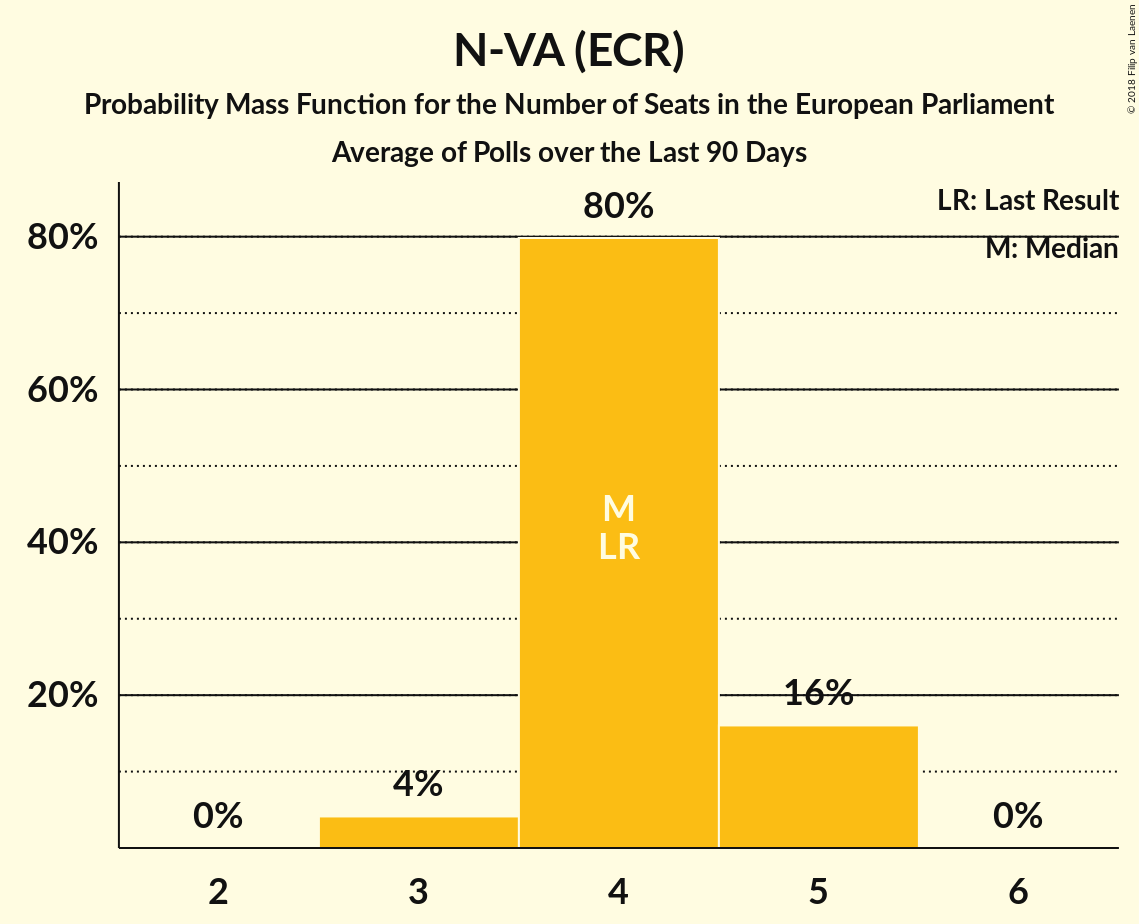 N-VA (ECR)
Probability Mass Function for the Number of Seats in the European Parliament
Average of Polls over the Last 90 Days
© 2018 Filip van Laenen
LR: Last Result
M: Median
80%
60%
40%
20%
0%
4%
80%
M
LR
16%
0%
2
3
4
5
6